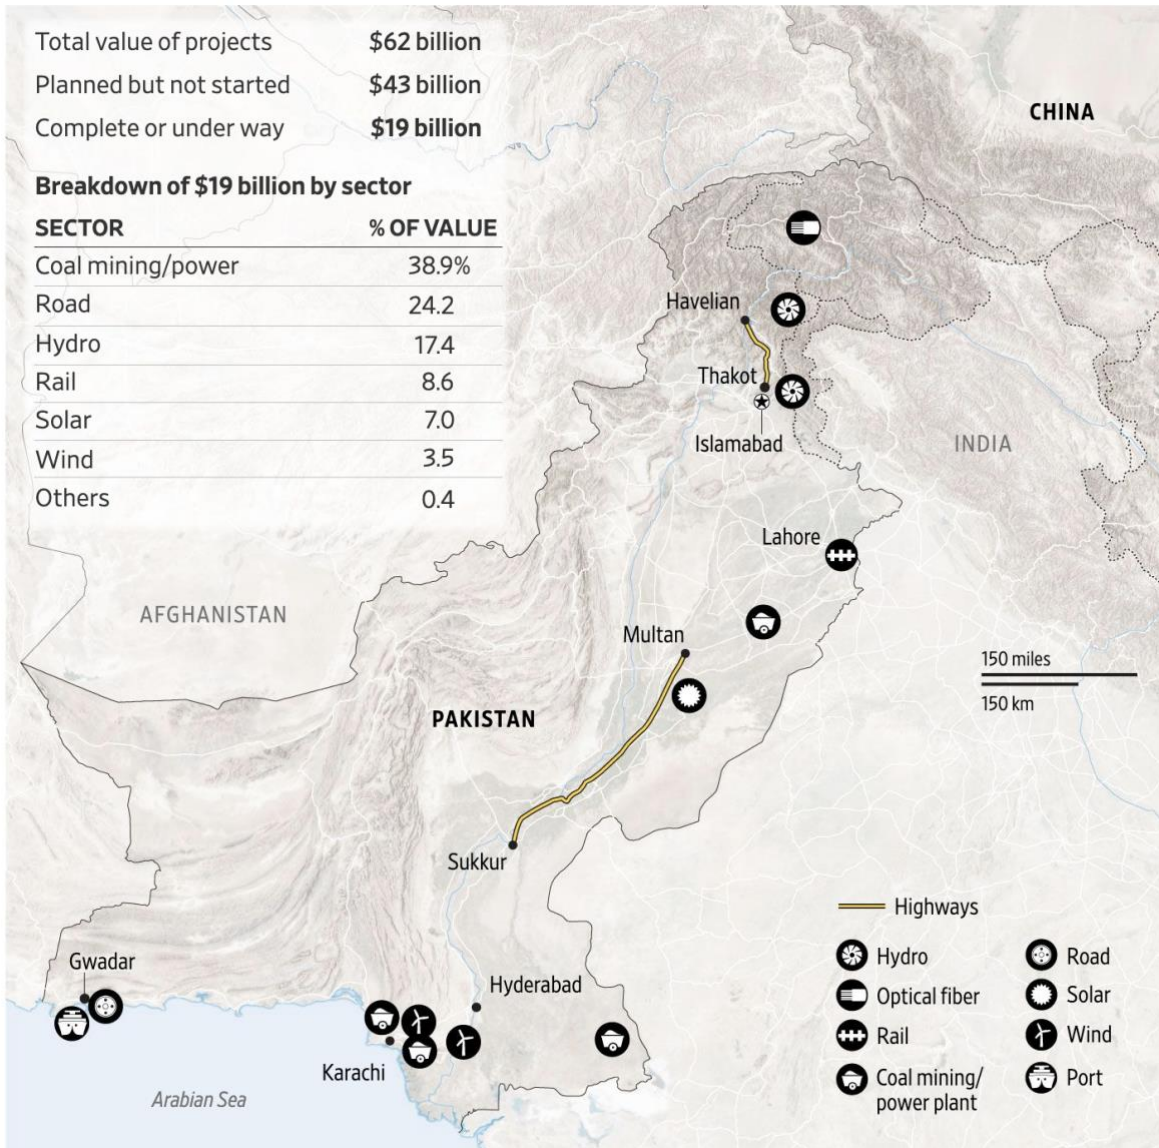 Total value of projects $62 billion
Planned but not started $43 billion
Complete or under way $19 billion
Breakdown of $19 billion by sector
SECTOR % OF VALUE
Coal mining/power 38.9%
Road 24.2
Hydro 17.4
Rail 8.6
Solar 7.0
Wind 3.5
Others 0.4
CHINA
Havelian
Thakot
Islamabad
INDIA
Lahore
AFGHANISTAN
Multan
150 miles
150 km
PAKISTAN
Sukkur
Highways
Gwadar
Hydro
Road
Hyderabad
Optical fiber
Solar
Rail
Wind
Karachi
Coal mining/
power plant
Port
Arabian Sea